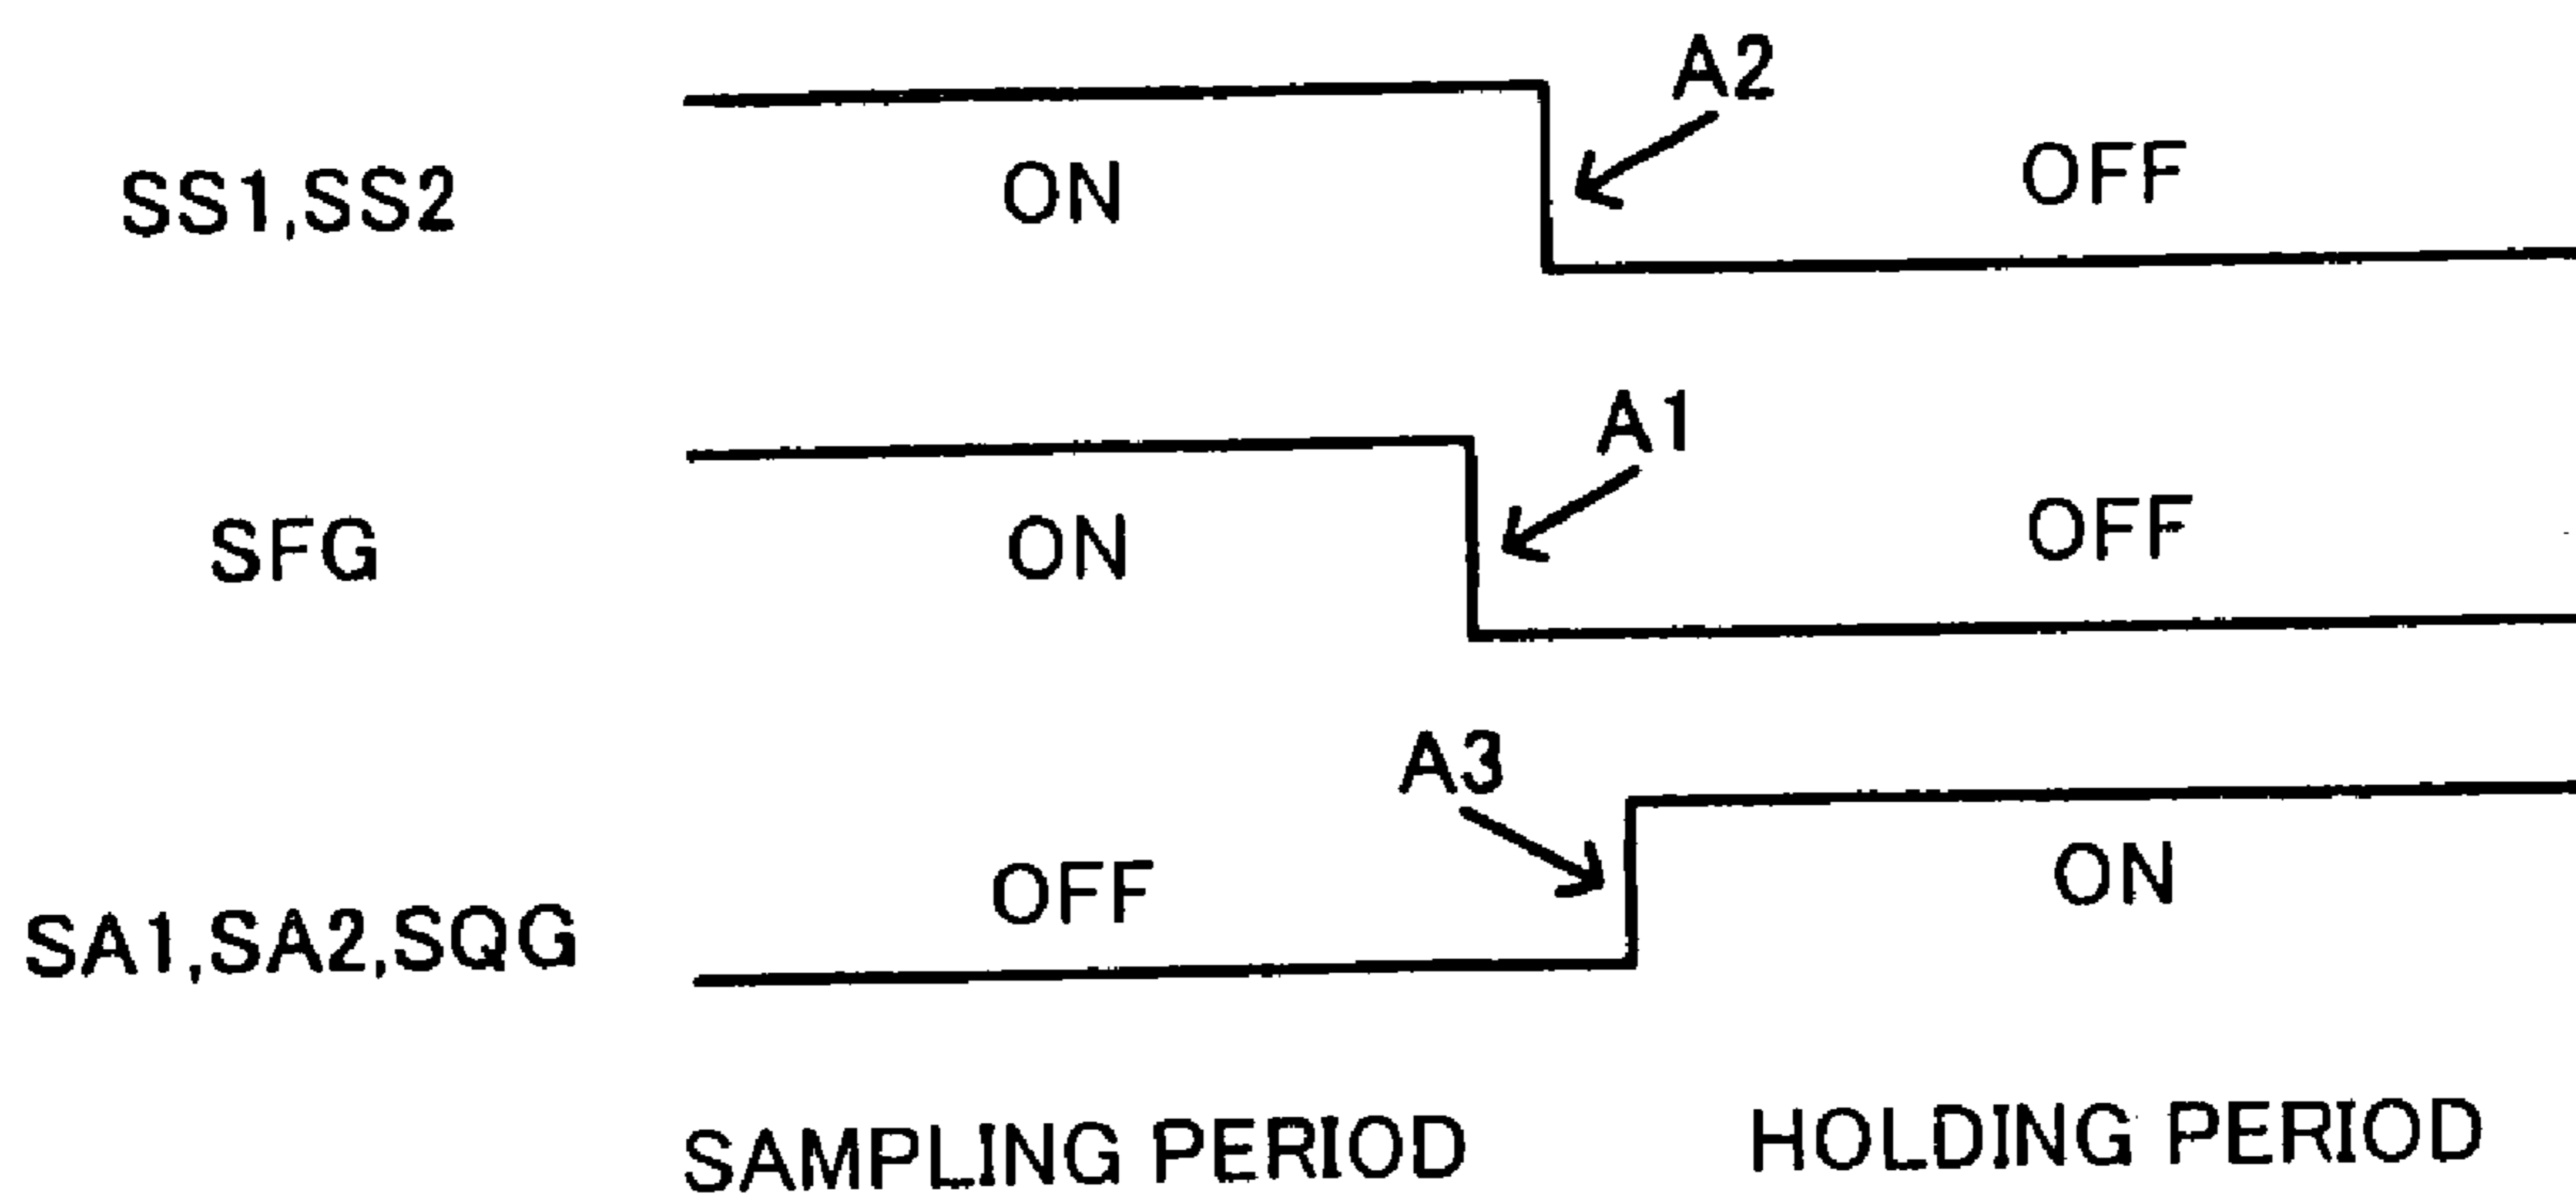 A2
SS1,SS2 ON OFF
A1
SFG ON OFF
A3
SA1,SA2,SQG OFF ON
SAMPLING PERIOD HOLDING PERIOD